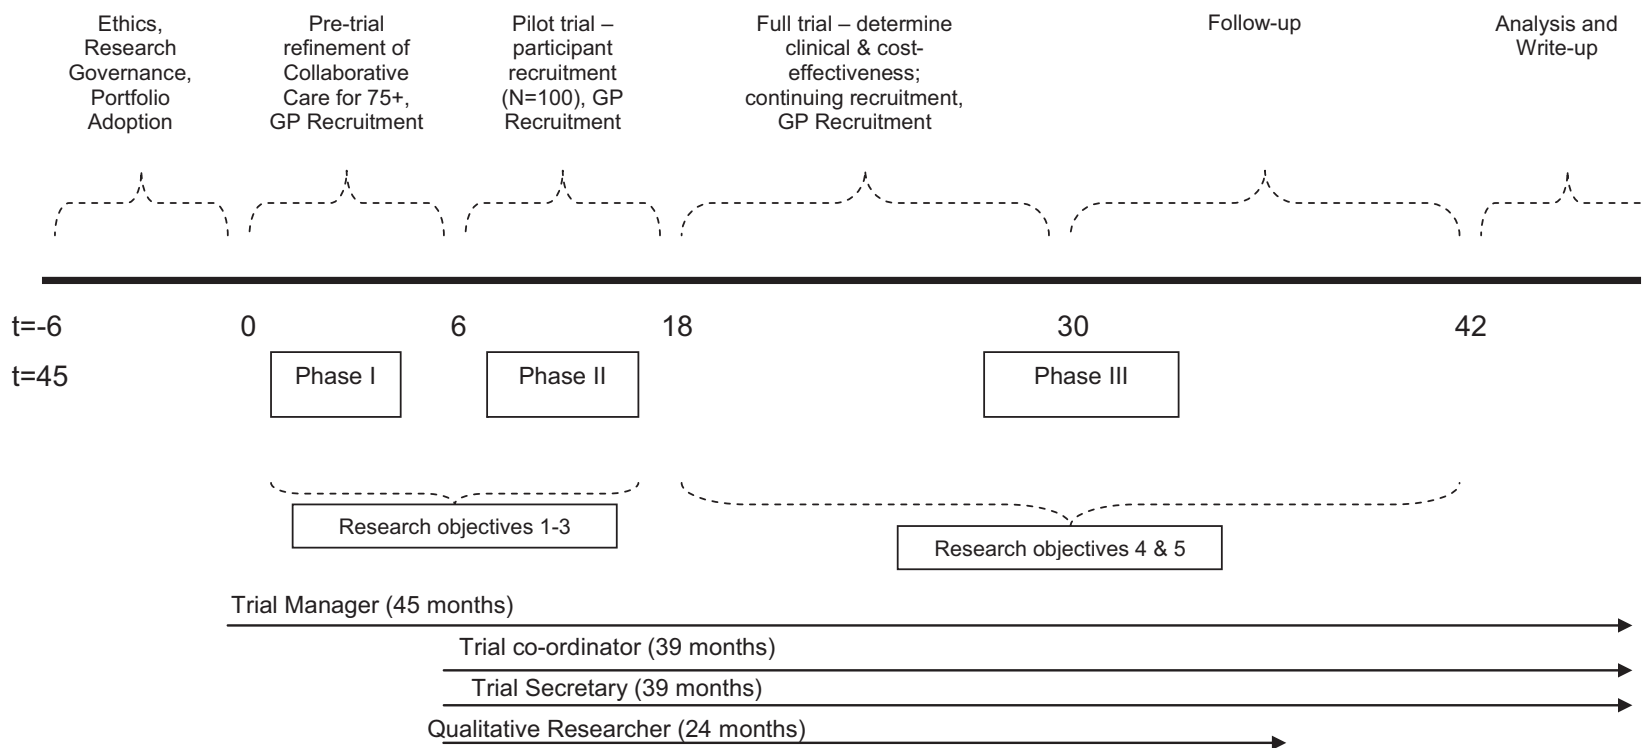 Ethics,
Research
Governance,
Portfolio
Adoption
Pre-trial
refinement of
Collaborative
Care for 75+,
GP Recruitment
Pilot trial –
participant
recruitment
(N=100), GP
Recruitment
Full trial – determine
clinical & cost-
effectiveness;
continuing recruitment,
GP Recruitment
Follow-up
Analysis and
Write-up
t=-6 0 6 18 30 42
t=45
Phase I
Phase II
Phase III
Research objectives 1-3
Research objectives 4 & 5
Trial Manager (45 months)
Trial co-ordinator (39 months)
Trial Secretary (39 months)
Qualitative Researcher (24 months)